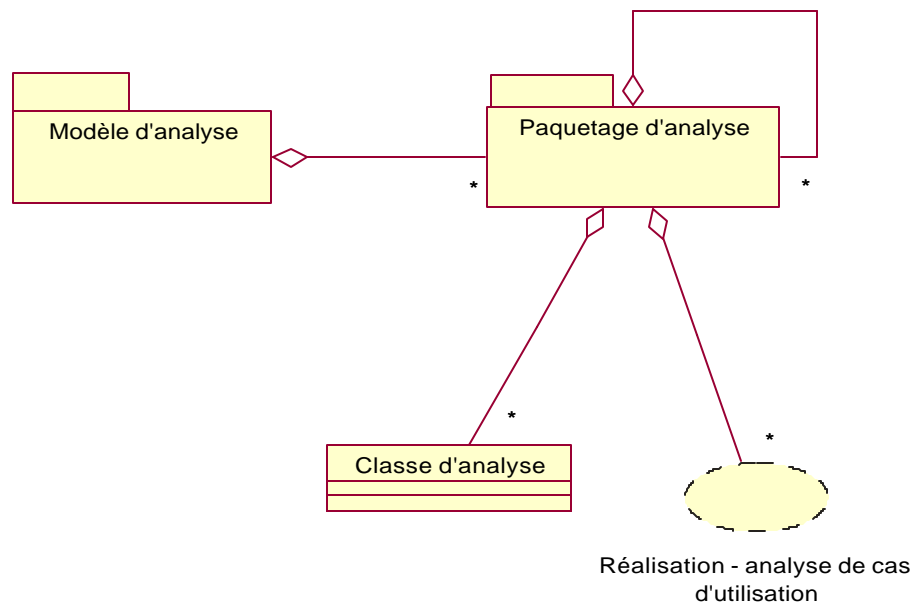 Modèle d'analyse
Paquetage d'analyse
*
*
*
Classe d'analyse
*
Réalisation - analyse de cas
d'utilisation